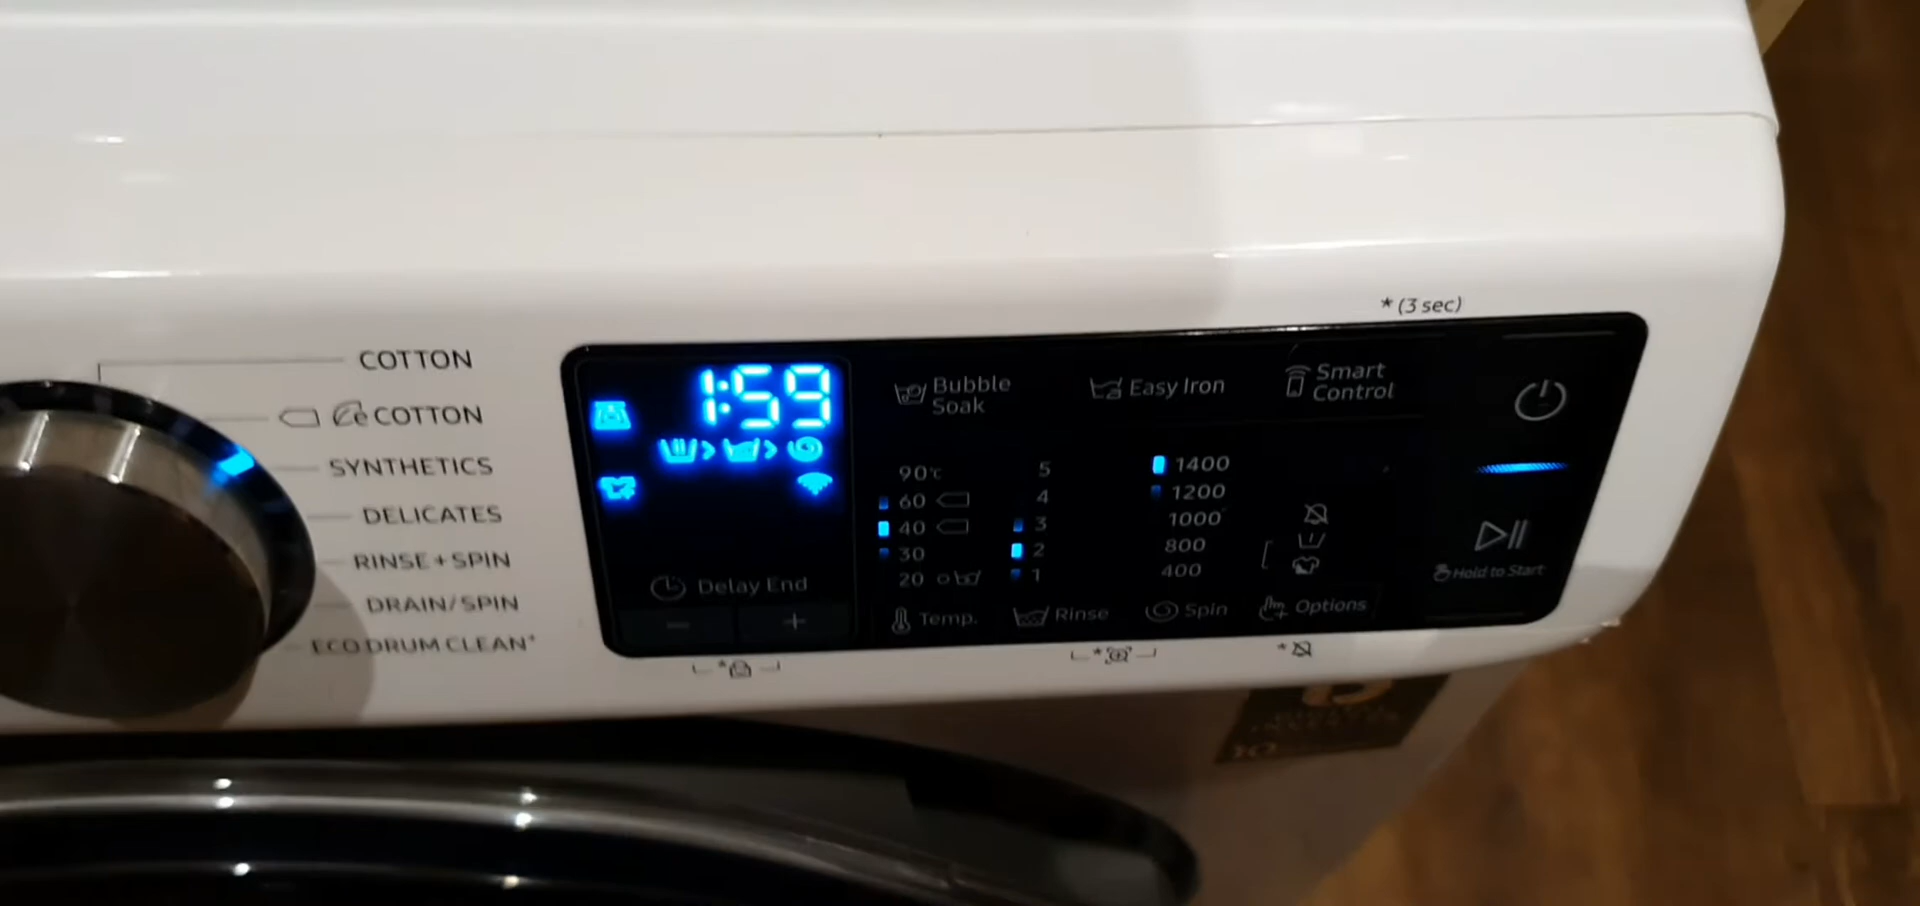 * (3 sec)
COTTON
COTTON
SYNTHETICS
DELICATES
RINSE+SPIN
DRAIN/SPIN
ECO DRUM CLEAN+
1:59
Delay End
- +
Bubble
Soak
Easy Iron
Smart
Control
90°c
60
40
30
20
Temp.
5
4
3
2
1
Rinse
1400
1200
1000
800
400
Spin
Options
Hold to Start
*
*
*